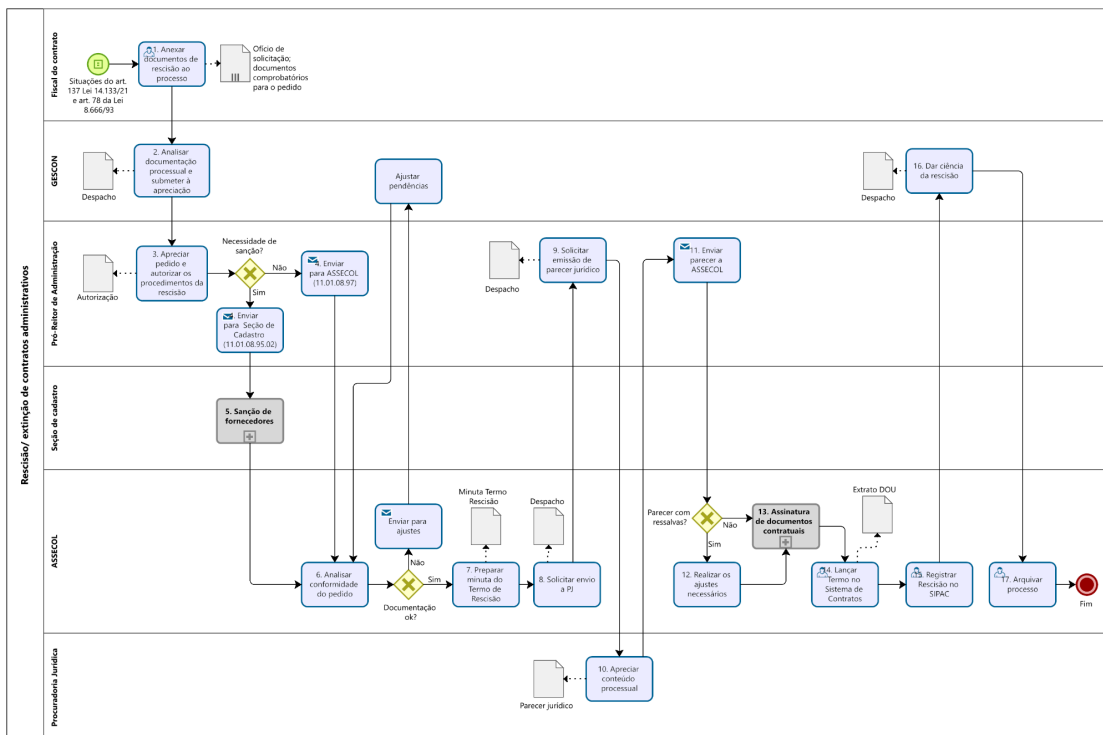 Rescisão/ extinção de contratos administrativos
Fiscal do contrato
Situações do art.
137 Lei 14.133/21
e art. 78 da Lei
8.666/93
1. Anexar
documentos de
rescisão ao
processo
Ofício de
solicitação;
documentos
comprobatórios
para o pedido
GESCON
Despacho
2. Analisar
documentação
processual e
submeter à
apreciação
Ajustar
pendências
Despacho
16. Dar ciência
da rescisão
Pró-Reitor de Administração
Autorização
3. Apreciar
pedido e
autorizar os
procedimentos da
rescisão
Necessidade de
sanção?
Não
Sim
4. Enviar
para ASSECOL
(11.01.08.97)
. Enviar
para Seção de
Cadastro
(11.01.08.95.02)
Despacho
9. Solicitar
emissão de
parecer jurídico
11. Enviar
parecer a
ASSECOL
Seção de cadastro
5. Sanção de
fornecedores
ASSECOL
6. Analisar
conformidade
do pedido
Enviar para
ajustes
Não
Sim
Documentação
ok?
Minuta Termo
Rescisão
7. Preparar
minuta do
Termo de
Rescisão
Despacho
8. Solicitar envio
a PJ
Parecer com
ressalvas?
Não
Sim
12. Realizar os
ajustes
necessários
13. Assinatura
de documentos
contratuais
Extrato DOU
14. Lançar
Termo no
Sistema de
Contratos
15. Registrar
Rescisão no
SIPAC
17. Arquivar
processo
Fim
Procuradoria Jurídica
Parecer jurídico
10. Apreciar
conteúdo
processual